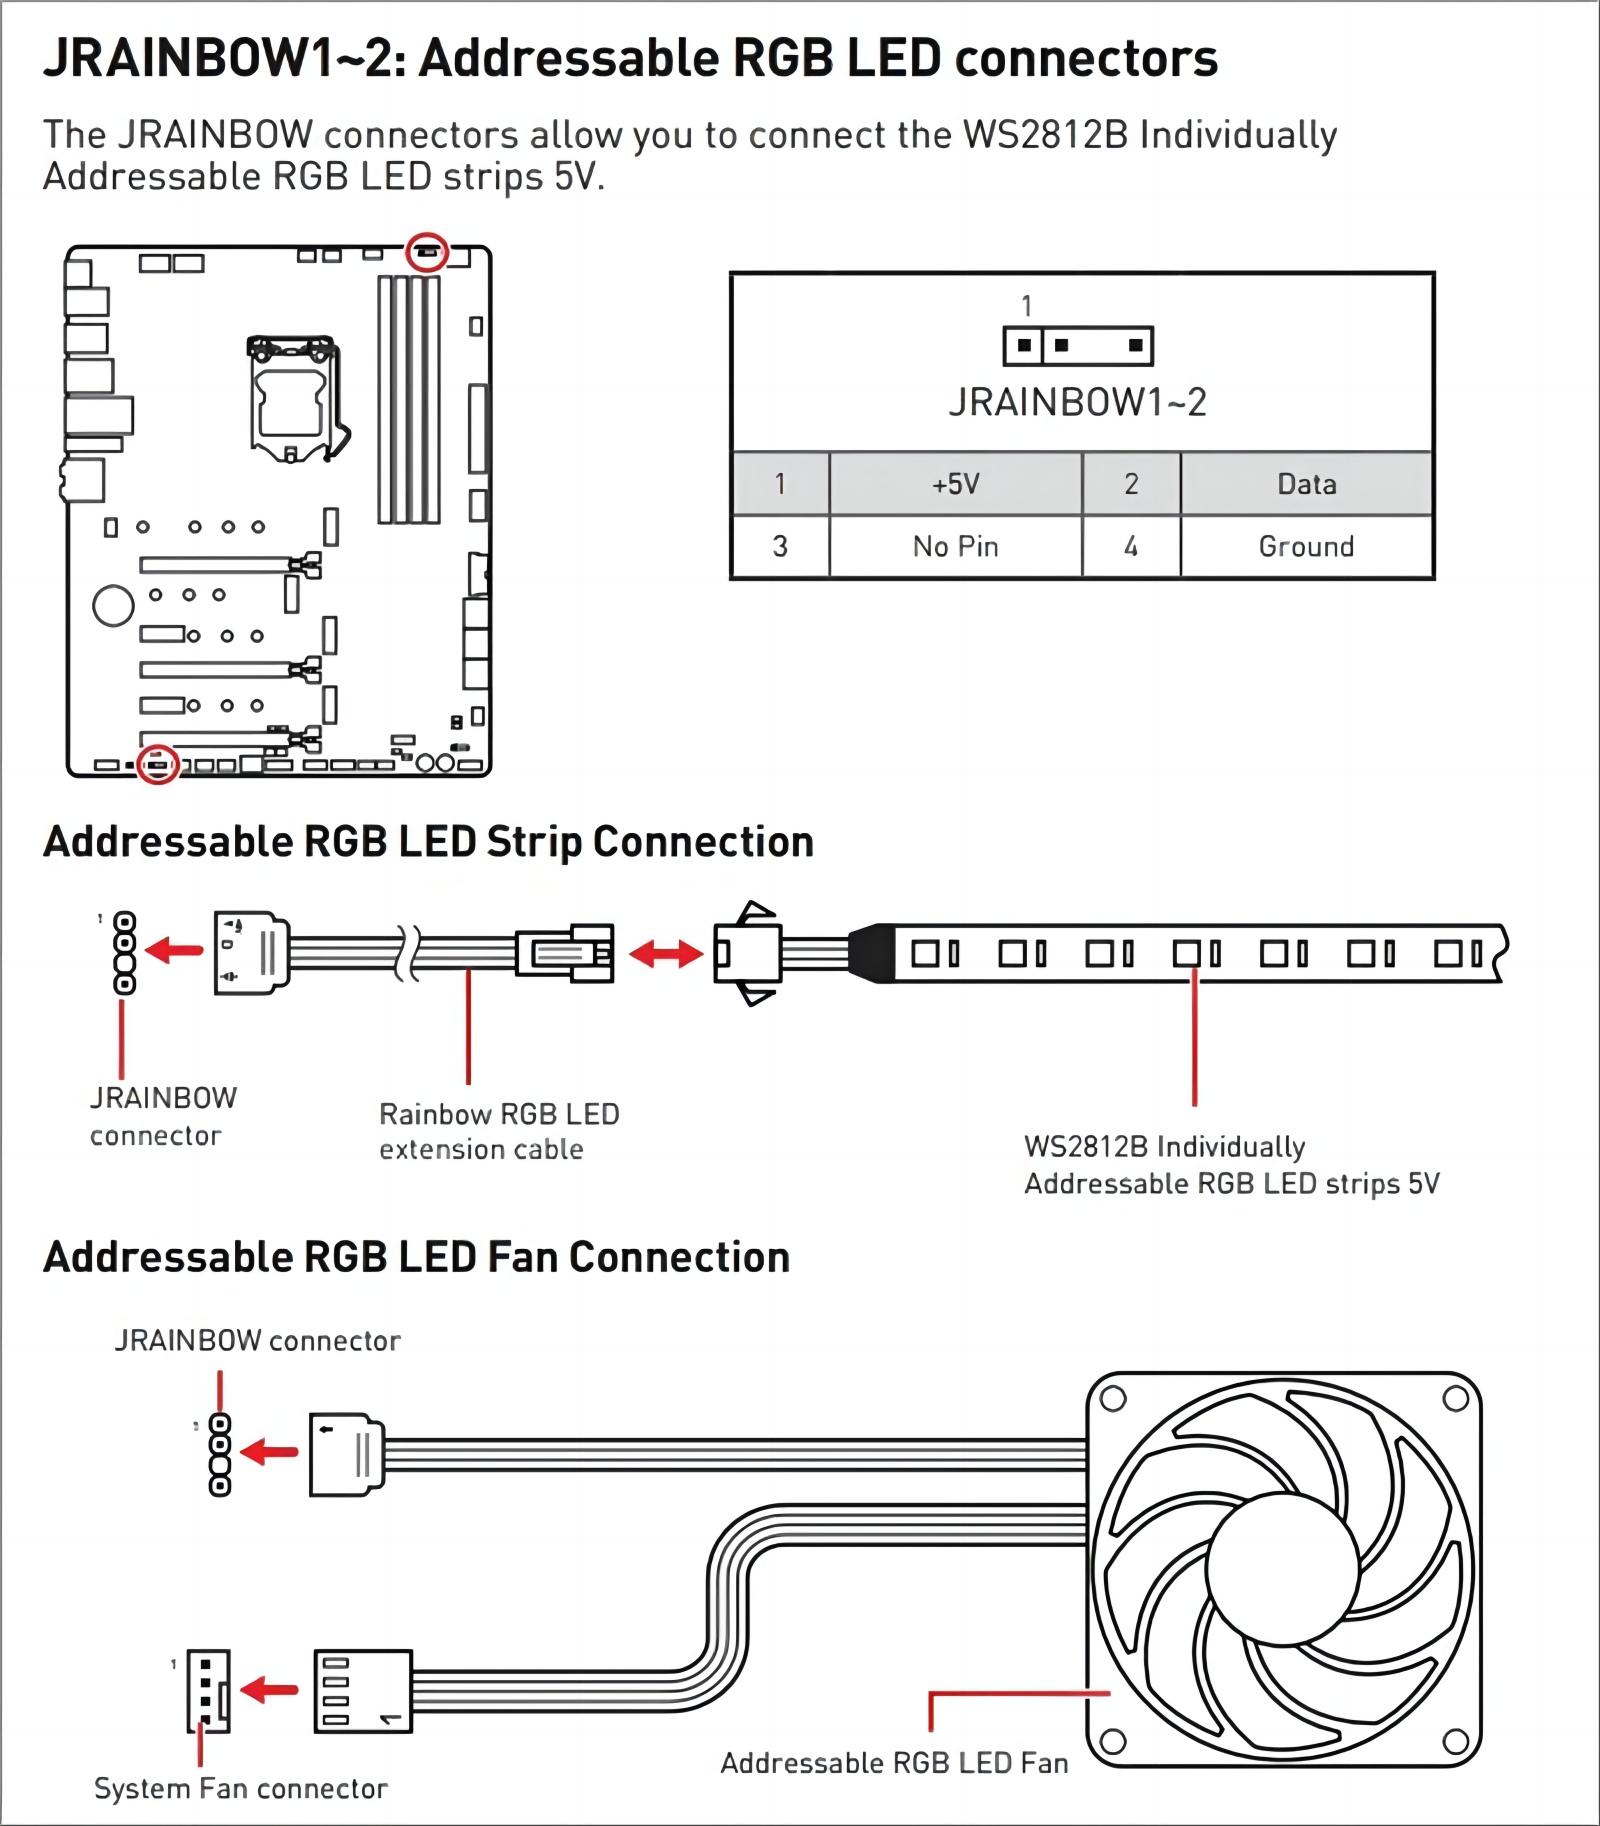 JRAINBOW1~2: Addressable RGB LED connectors
The JRAINBOW connectors allow you to connect the WS2812B Individually
Addressable RGB LED strips 5V.
1
JRAINBOW1~2
1 +5V 2 Data
3 No Pin 4 Ground
Addressable RGB LED Strip Connection
1
D
JRAINBOW
connector
Rainbow RGB LED
extension cable
WS2812B Individually
Addressable RGB LED strips 5V
Addressable RGB LED Fan Connection
JRAINBOW connector
1
1
System Fan connector
Addressable RGB LED Fan